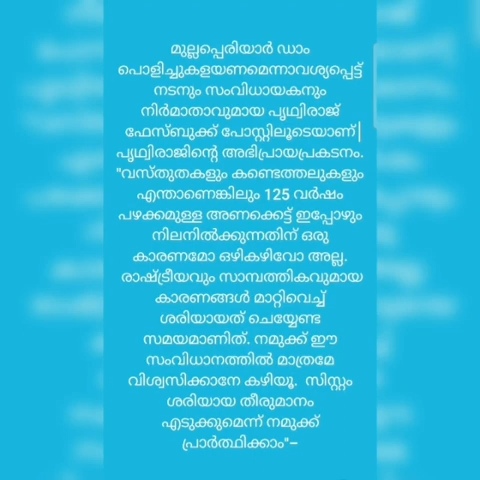 മുല്ലപ്പെരിയാർ ഡാം
പൊളിച്ചുകളയണമെന്നാവശ്യപ്പെട്ട്
നടനും സംവിധായകനും
നിർമാതാവുമായ പൃഥ്വിരാജ്
ഫേസ്ബുക്ക് പോസ്റ്റിലൂടെയാണ്
പൃഥ്വിരാജിന്റെ അഭിപ്രായപ്രകടനം.
"വസ്തുതകളും കണ്ടെത്തലുകളും
എന്താണെങ്കിലും 125 വർഷം
പഴക്കമുള്ള അണക്കെട്ട് ഇപ്പോഴും
നിലനിൽക്കുന്നതിന് ഒരു
കാരണമോ ഒഴികഴിവോ അല്ല.
രാഷ്ട്രീയവും സാമ്പത്തികവുമായ
കാരണങ്ങൾ മാറ്റിവെച്ച്
ശരിയായത് ചെയ്യേണ്ട
സമയമാണിത്. നമുക്ക് ഈ
സംവിധാനത്തിൽ മാത്രമേ
വിശ്വസിക്കാനേ കഴിയൂ. സിസ്റ്റം
ശരിയായ തീരുമാനം
എടുക്കുമെന്ന് നമുക്ക്
പ്രാർത്ഥിക്കാം"–